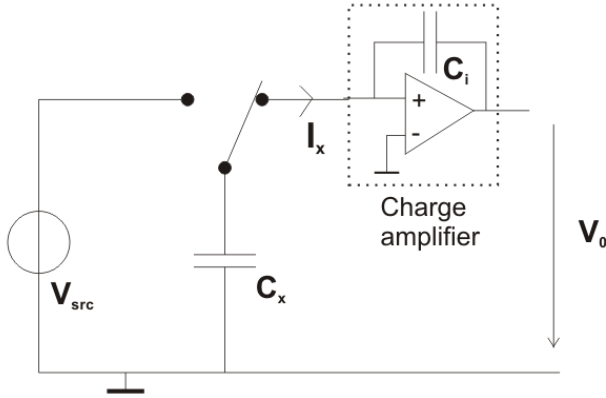 C_i
+
-
I_x
Charge
amplifier
V_0
V_src
C_x